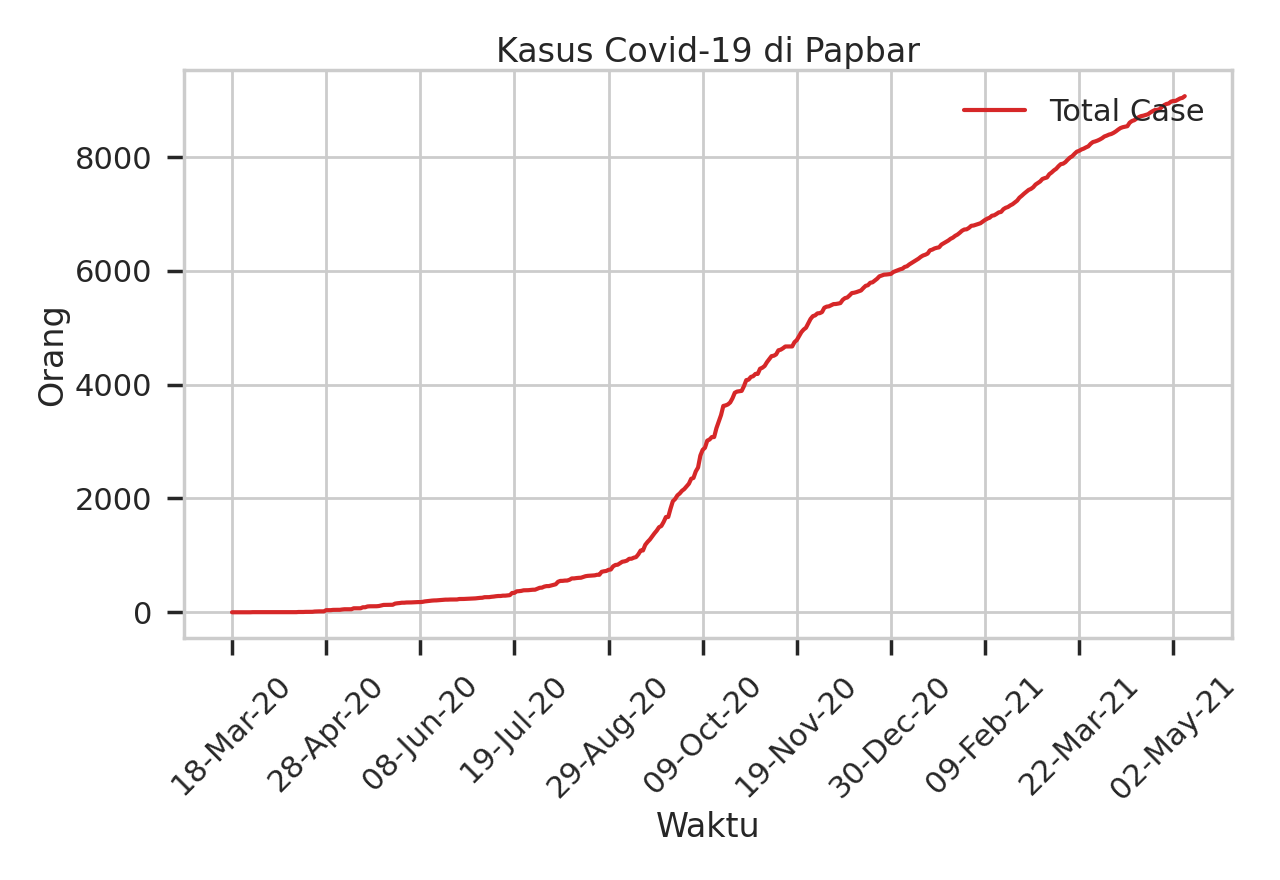 Kasus Covid-19 di Papbar
Total Case
Orang
8000
6000
4000
2000
0
18-Mar-20
28-Apr-20
08-Jun-20
19-Jul-20
29-Aug-20
09-Oct-20
19-Nov-20
30-Dec-20
09-Feb-21
22-Mar-21
02-May-21
Waktu